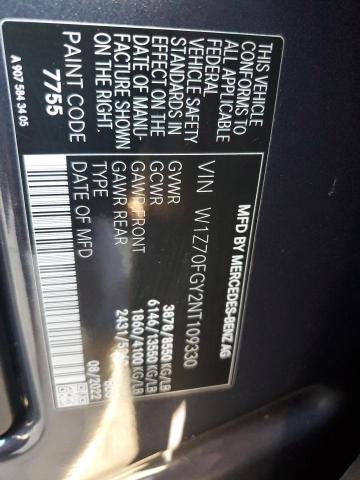 MFD BY MERCEDES-BENZ AG
VIN W1Z70FGY2NT109330
GVWR 3878/8550 KG/LB
GCWR 6146/13550 KG/LB
GAWR FRONT 1860/4100 KG/LB
GAWR REAR 2431/
TYPE
DATE OF MFD 08/2022
THIS VEHICLE
CONFORMS TO
ALL APPLICABLE
FEDERAL
VEHICLE SAFETY
STANDARDS IN
EFFECT ON THE
DATE OF MANU-
FACTURE SHOWN
ON THE RIGHT.
PAINT CODE
7755
A 907 584 34 05